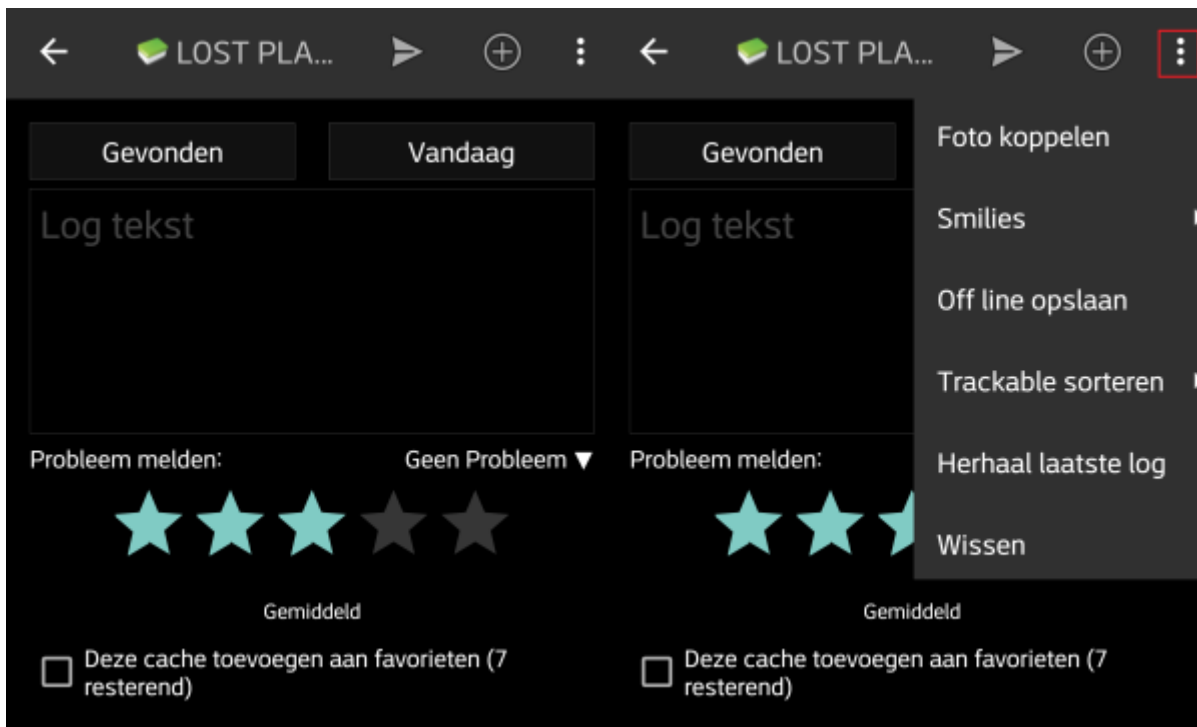 LOST PLA...
Gevonden
Vandaag
Log tekst
Probleem melden:
Geen Probleem ▼
Gemiddeld
Deze cache toevoegen aan favorieten (7
resterend)
LOST PLA...
Gevonden
Log tekst
Probleem melden:
Gemiddeld
Deze cache toevoegen aan favorieten (7
resterend)
Foto koppelen
Smilies
Off line opslaan
Trackable sorteren
Herhaal laatste log
Wissen